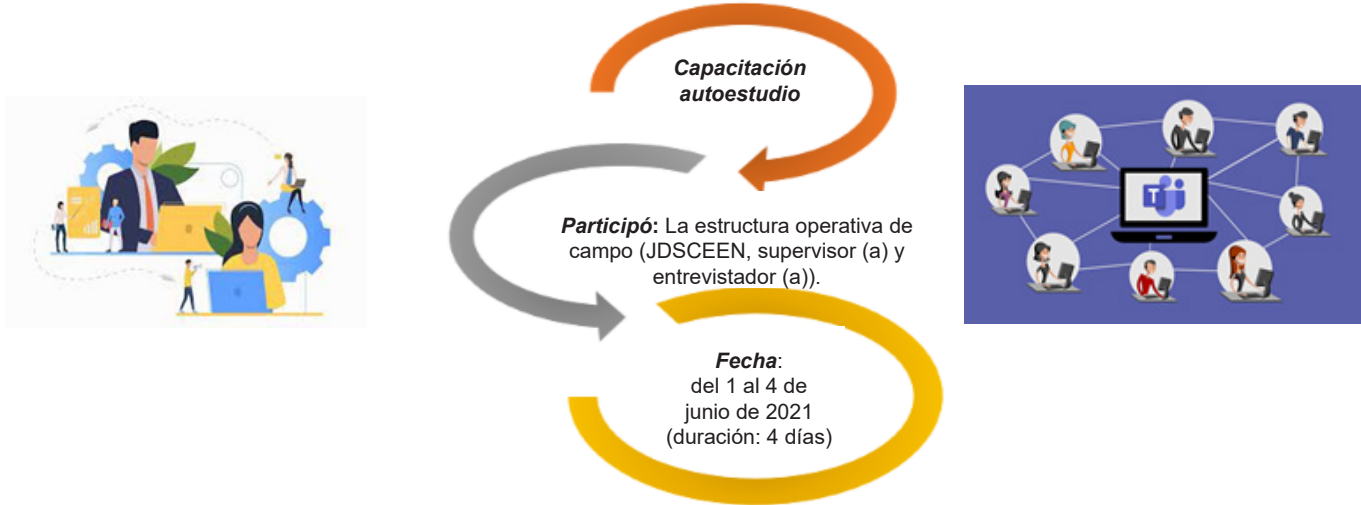 Capacitación
autoestudio
Participó: La estructura operativa de
campo (JDSCEEN, supervisor (a) y
entrevistador (a)).
Fecha:
del 1 al 4 de
junio de 2021
(duración: 4 días)
T